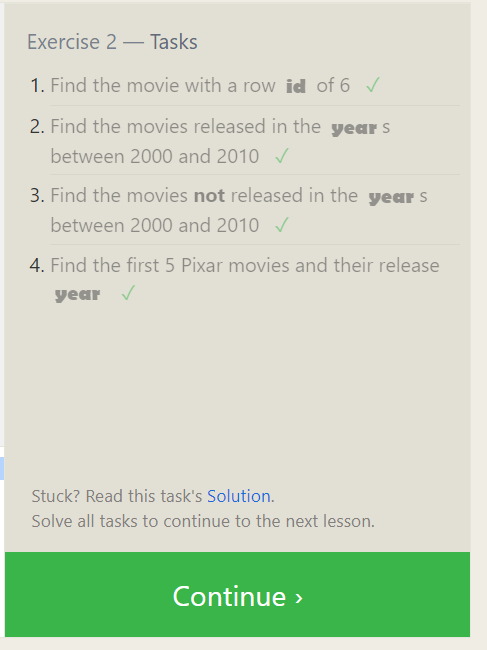 Exercise 2 — Tasks
1. Find the movie with a row id of 6 ✓
2. Find the movies released in the year s
between 2000 and 2010 ✓
3. Find the movies not released in the year s
between 2000 and 2010 ✓
4. Find the first 5 Pixar movies and their release
year ✓
Stuck? Read this task's Solution.
Solve all tasks to continue to the next lesson.
Continue ›